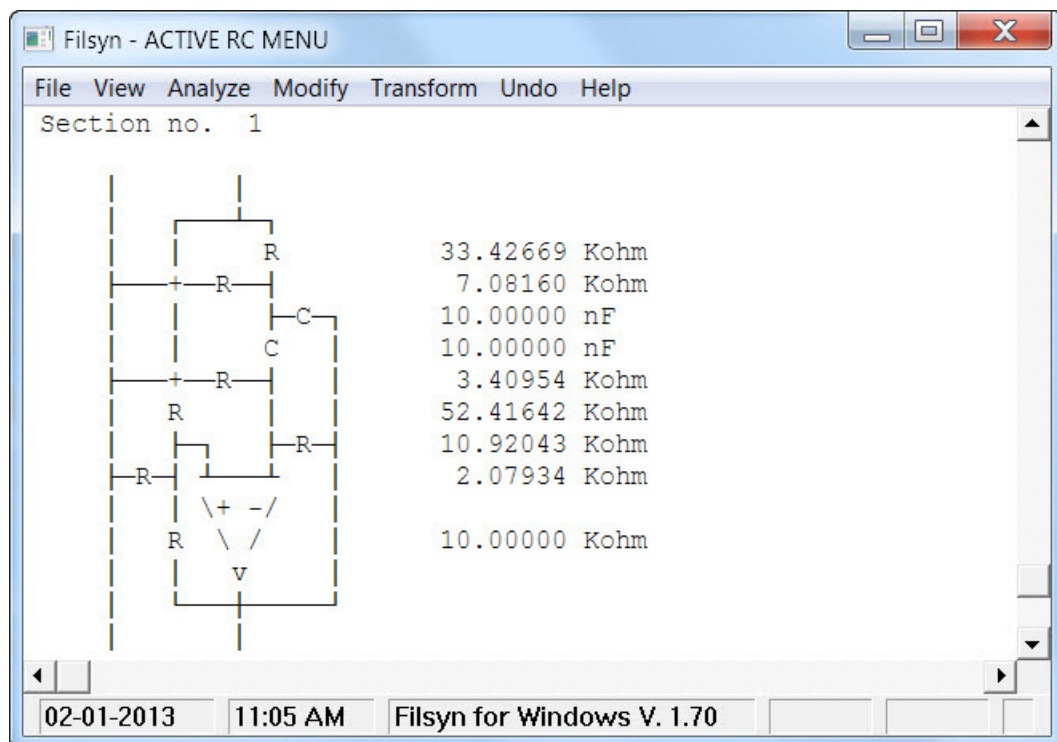 Filsyn - ACTIVE RC MENU
File View Analyze Modify Transform Undo Help
Section no. 1
R 33.42669 Kohm
+ R 7.08160 Kohm
C 10.00000 nF
C 10.00000 nF
+ R 3.40954 Kohm
R 52.41642 Kohm
R 10.92043 Kohm
R 2.07934 Kohm
\+ -/
R \ / 10.00000 Kohm
v
02-01-2013 11:05 AM Filsyn for Windows V. 1.70